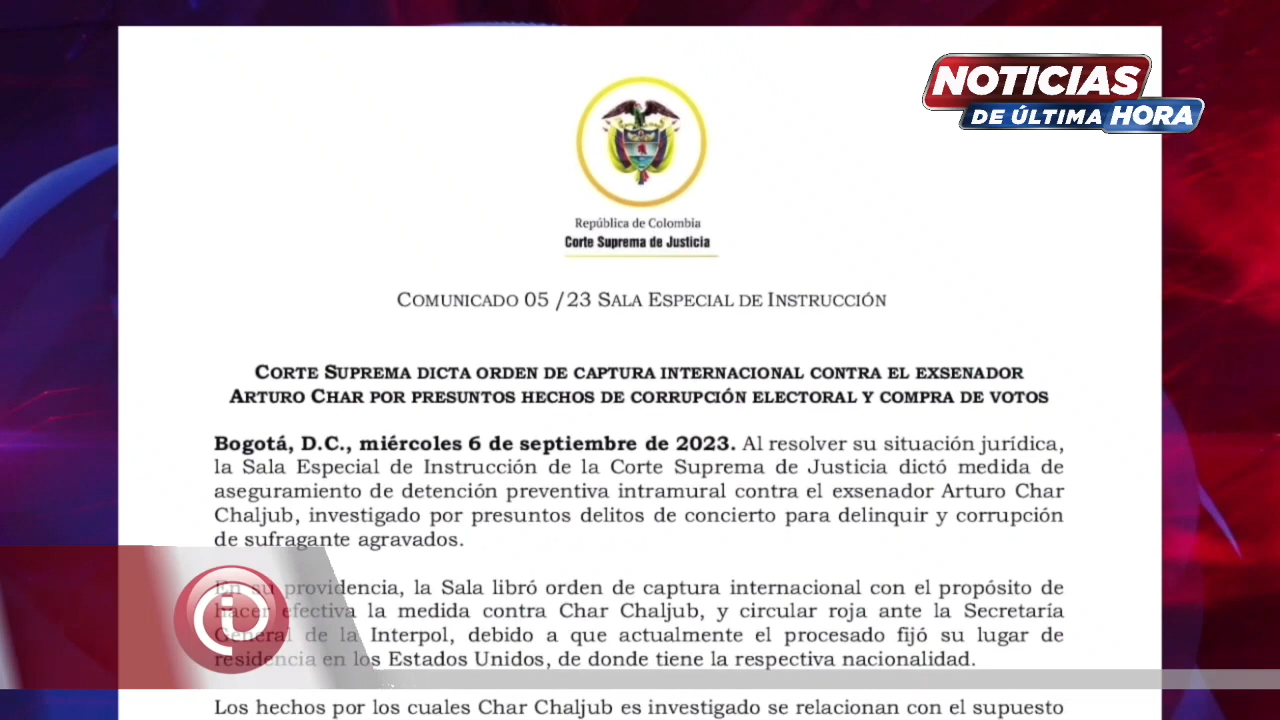 NOTICIAS
DE ÚLTIMA HORA
República de Colombia
Corte Suprema de Justicia
COMUNICADO 05 /23 SALA ESPECIAL DE INSTRUCCIÓN
CORTE SUPREMA DICTA ORDEN DE CAPTURA INTERNACIONAL CONTRA EL EXSENADOR
ARTURO CHAR POR PRESUNTOS HECHOS DE CORRUPCIÓN ELECTORAL Y COMPRA DE VOTOS
Bogotá, D.C., miércoles 6 de septiembre de 2023. Al resolver su situación jurídica,
la Sala Especial de Instrucción de la Corte Suprema de Justicia dictó medida de
aseguramiento de detención preventiva intramural contra el exsenador Arturo Char
Chaljub, investigado por presuntos delitos de concierto para delinquir y corrupción
de sufragante agravados.
En su providencia, la Sala libró orden de captura internacional con el propósito de
hacer efectiva la medida contra Char Chaljub, y circular roja ante la Secretaría
General de la Interpol, debido a que actualmente el procesado fijó su lugar de
residencia en los Estados Unidos, de donde tiene la respectiva nacionalidad.
Los hechos por los cuales Char Chaljub es investigado se relacionan con el supuesto